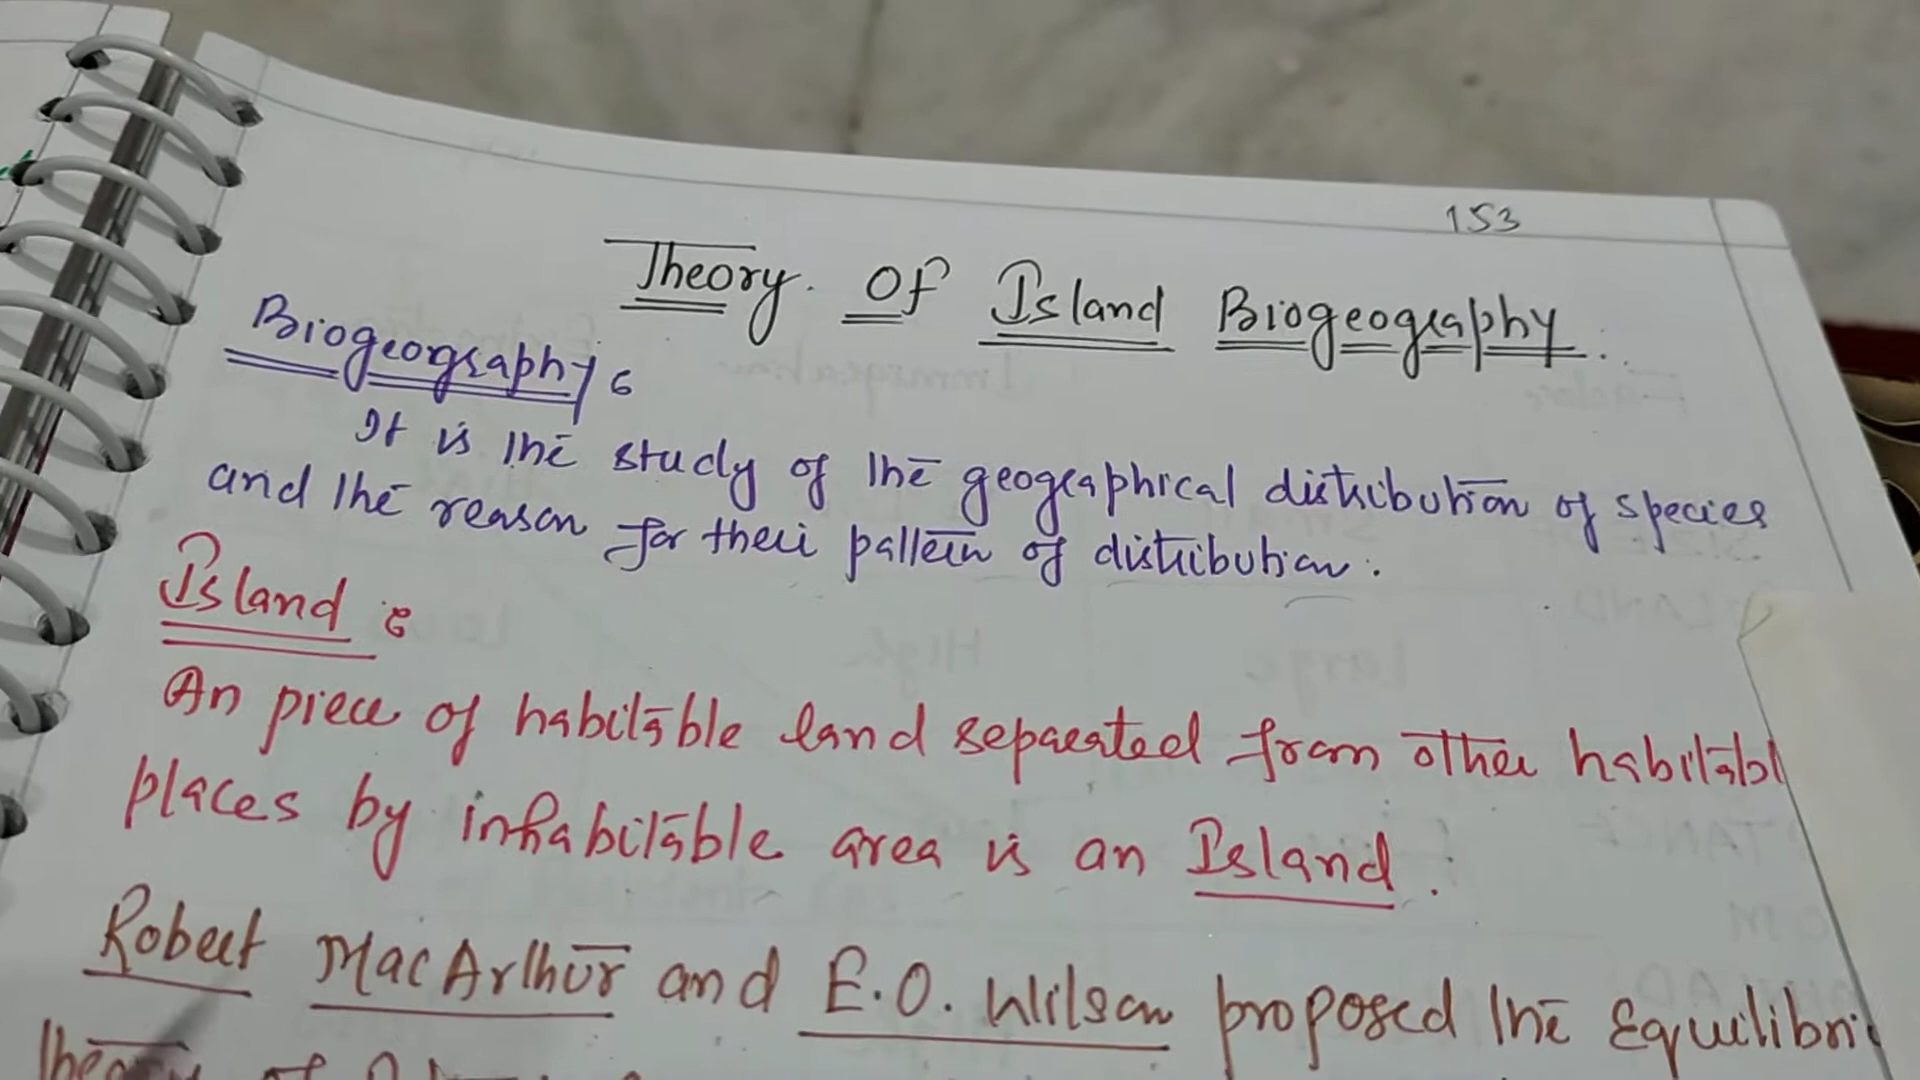 153
Theory Of Island Biogeography.
Biogeography:
It is the study of the geographical distribution of species
and the reason for their pattern of distribution.
Island:
An piece of habitable land separated from other habitabl
places by inhabitable area is an Island.
Robert MacArthur and E.O. Wilson proposed the Equilibri
theory of